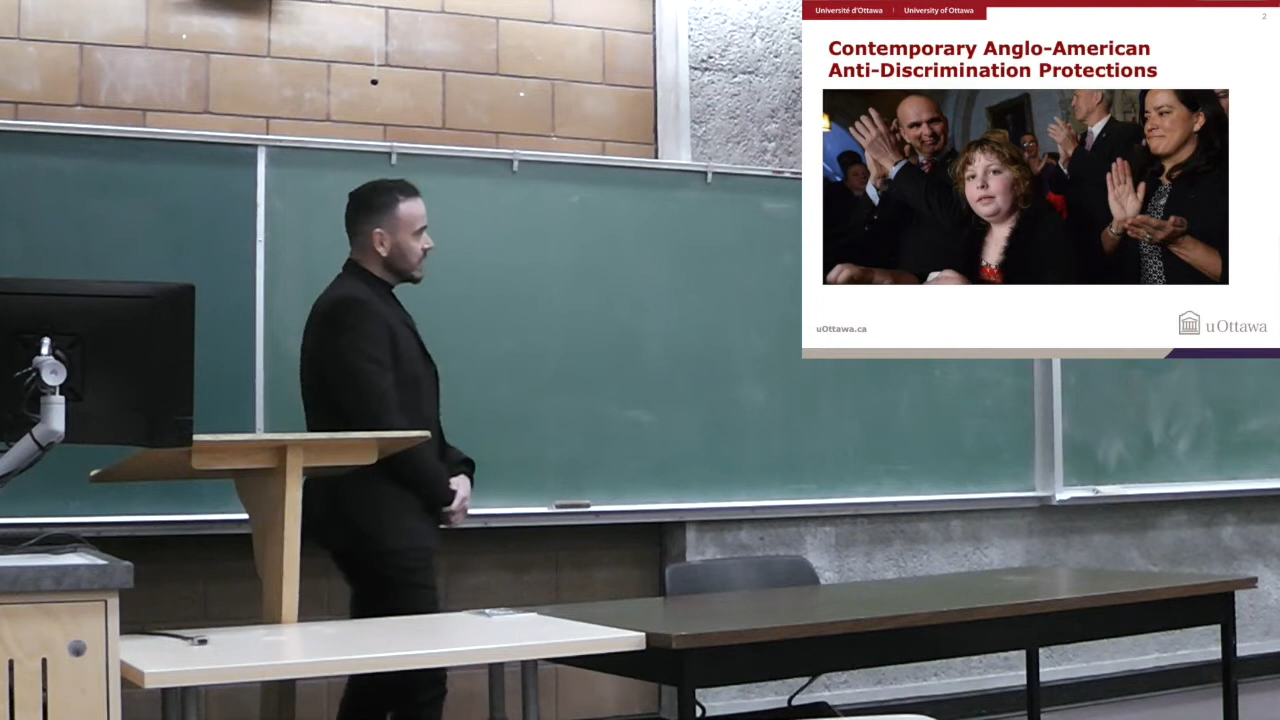 Université d'Ottawa | University of Ottawa
2
Contemporary Anglo-American
Anti-Discrimination Protections
uOttawa.ca
uOttawa